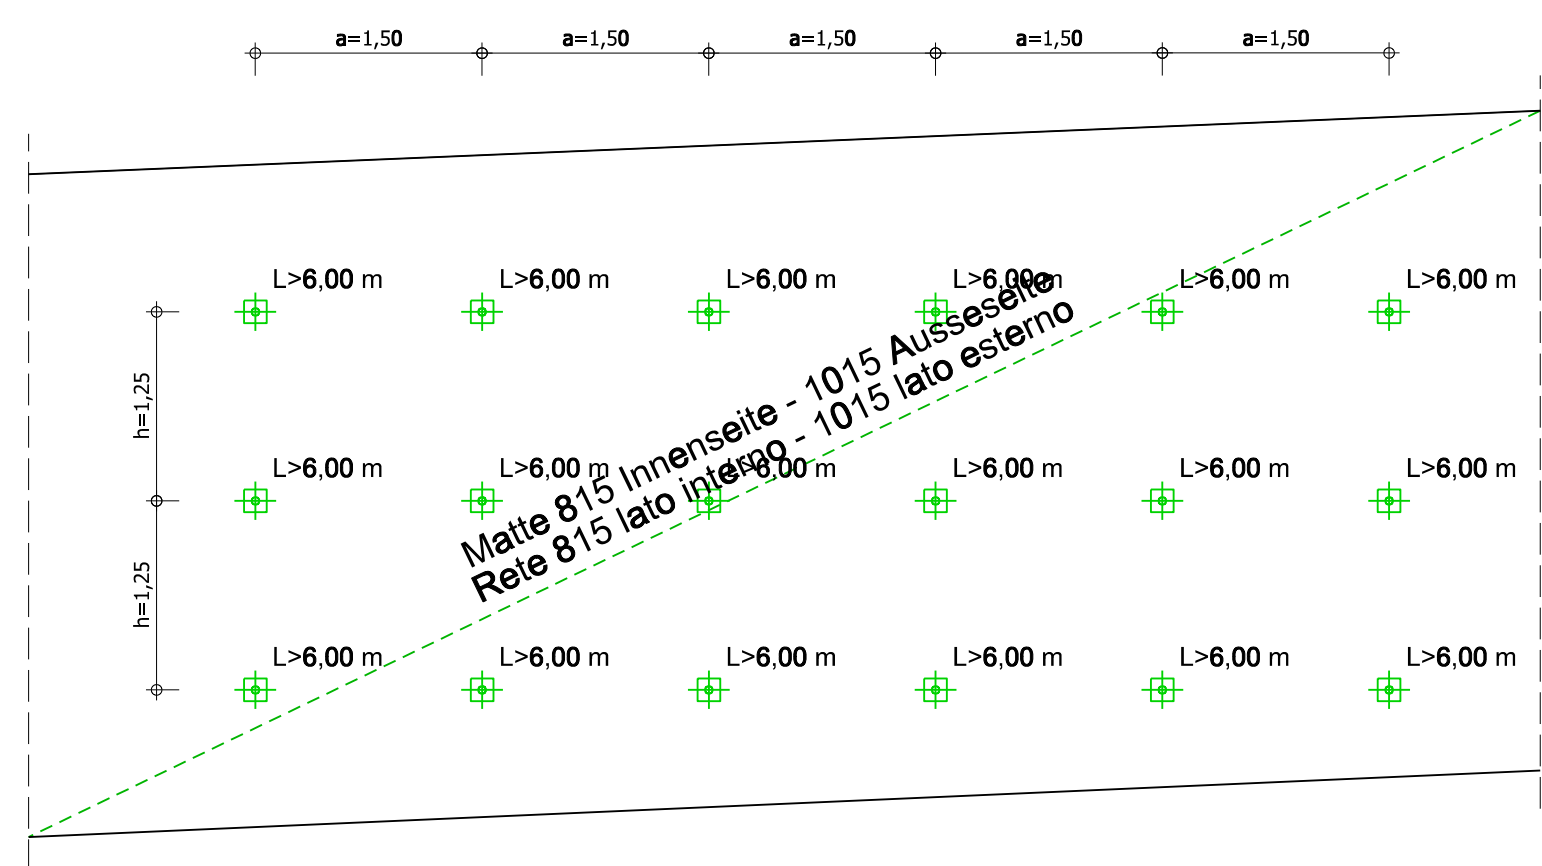 a=1,50 a=1,50 a=1,50 a=1,50 a=1,50
L>6,00 m L>6,00 m L>6,00 m L>6,00 m L>6,00 m L>6,00 m
h=1,25
Matte 815 Innenseite - 1015 Ausseseite
Rete 815 lato interno - 1015 lato esterno
L>6,00 m L>6,00 m L>6,00 m L>6,00 m L>6,00 m L>6,00 m
h=1,25
L>6,00 m L>6,00 m L>6,00 m L>6,00 m L>6,00 m L>6,00 m